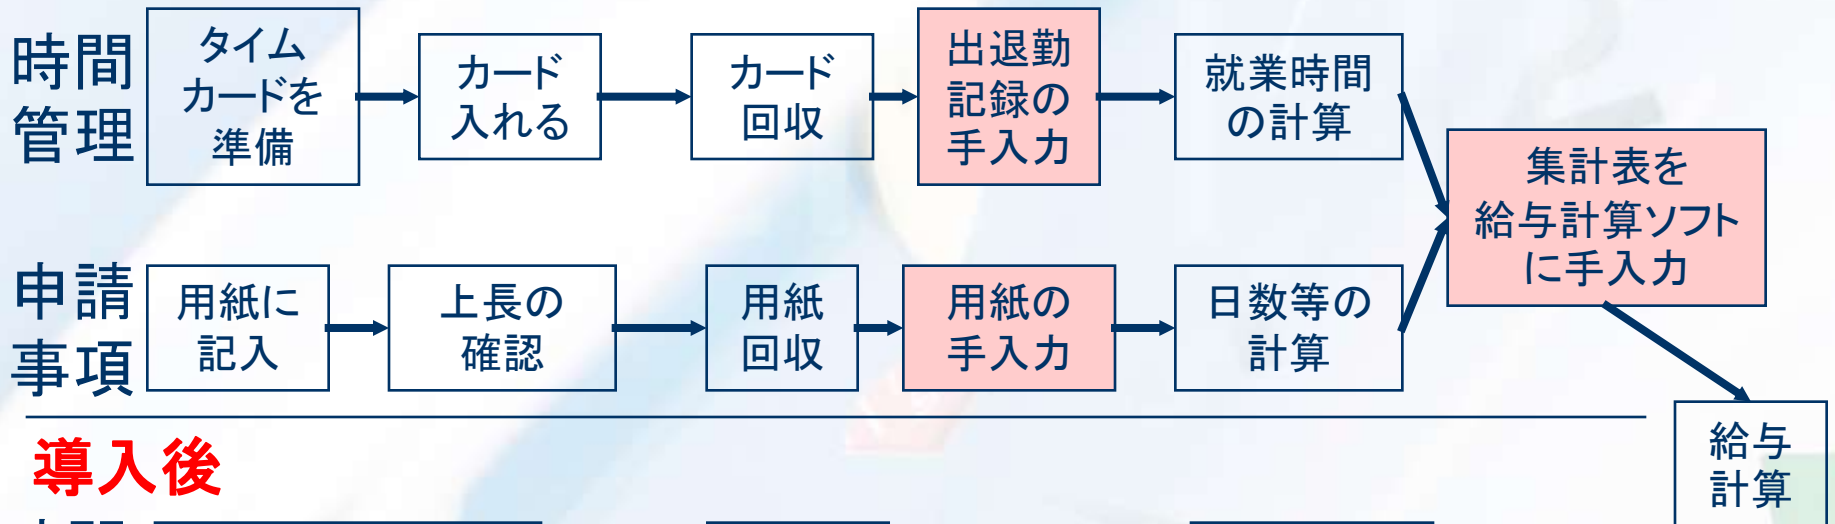 時間
管理
タイム
カードを
準備
カード
入れる
カード
回収
出退勤
記録の
手入力
就業時間
の計算
集計表を
給与計算ソフト
に手入力
申請
事項
用紙に
記入
上長の
確認
用紙
回収
用紙の
手入力
日数等の
計算
給与
計算
導入後